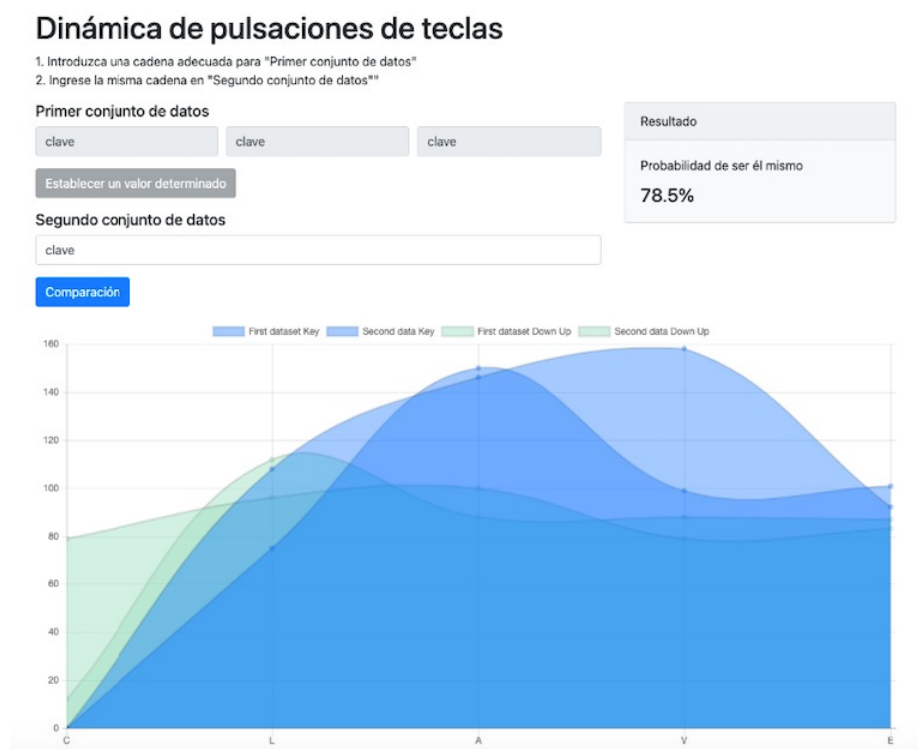 Dinámica de pulsaciones de teclas
1. Introduzca una cadena adecuada para "Primer conjunto de datos"
2. Ingrese la misma cadena en "Segundo conjunto de datos""
Primer conjunto de datos
clave clave clave
Establecer un valor determinado
Segundo conjunto de datos
clave
Comparación
Resultado
Probabilidad de ser él mismo
78.5%
First dataset Key Second data Key First dataset Down Up Second data Down Up
160
140
120
100
80
60
40
20
0
C L A V E